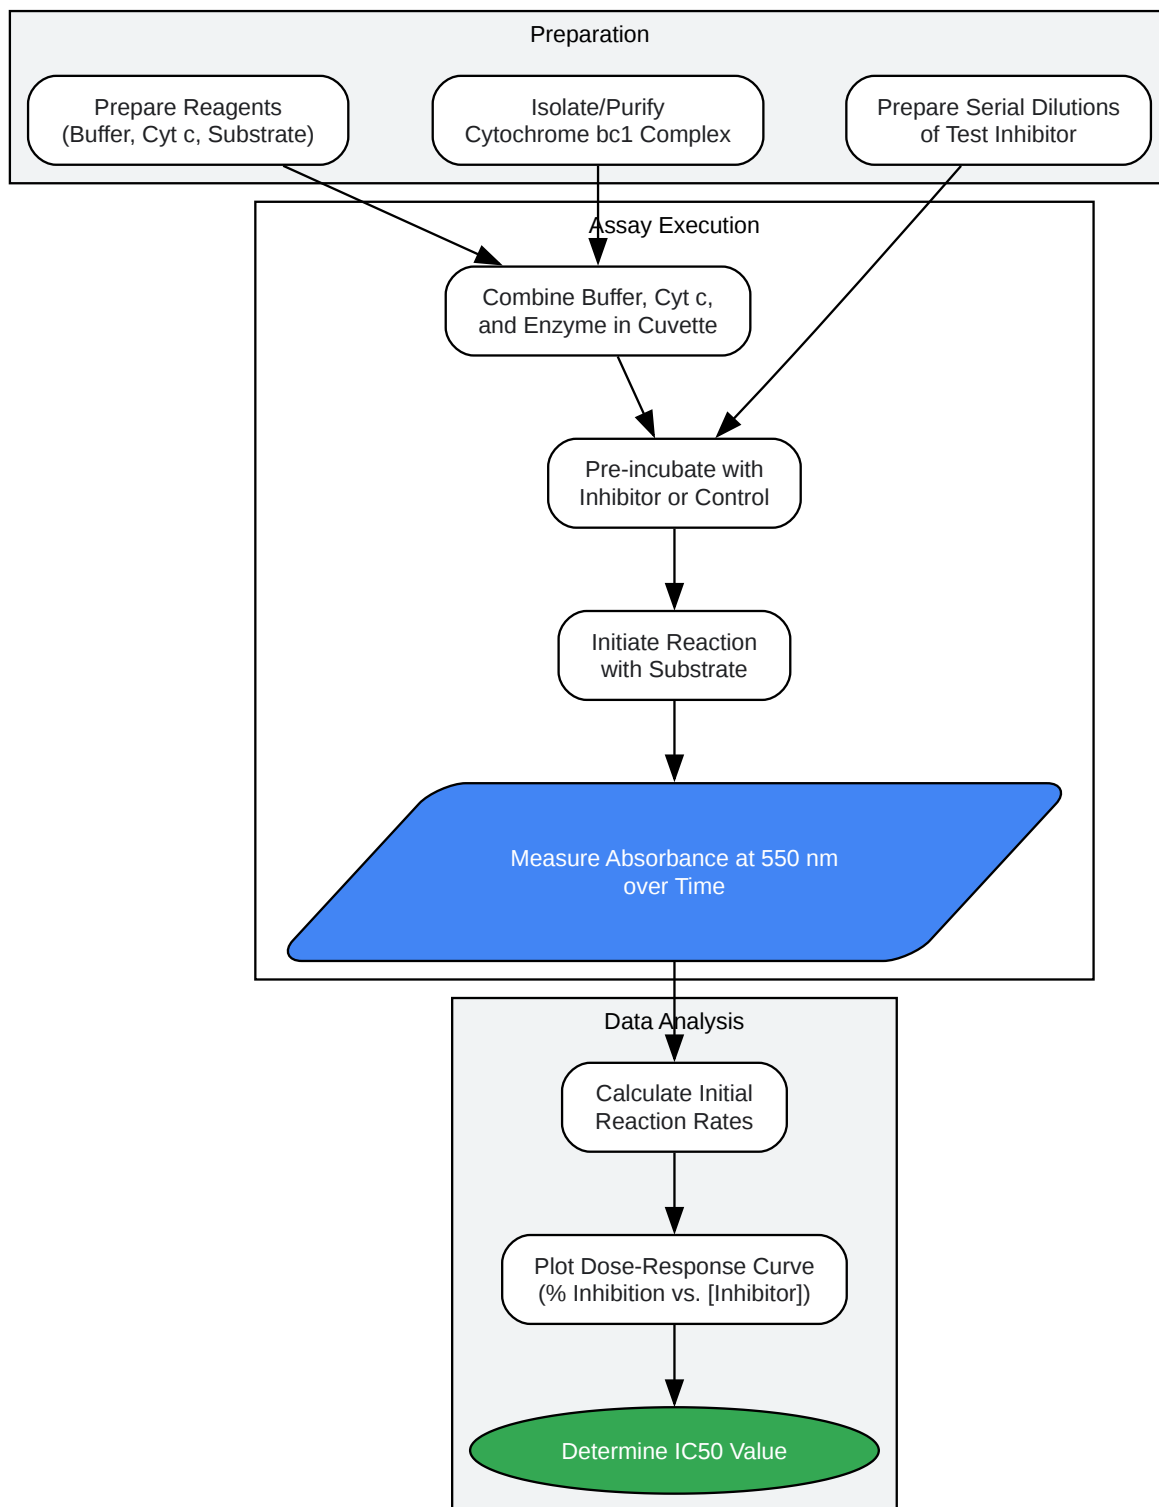 Preparation
Prepare Reagents
(Buffer, Cyt c, Substrate)
Isolate/Purify
Cytochrome bc1 Complex
Prepare Serial Dilutions
of Test Inhibitor
Assay Execution
Combine Buffer, Cyt c,
and Enzyme in Cuvette
Pre-incubate with
Inhibitor or Control
Initiate Reaction
with Substrate
Measure Absorbance at 550 nm
over Time
Data Analysis
Calculate Initial
Reaction Rates
Plot Dose-Response Curve
(% Inhibition vs. [Inhibitor])
Determine IC50 Value